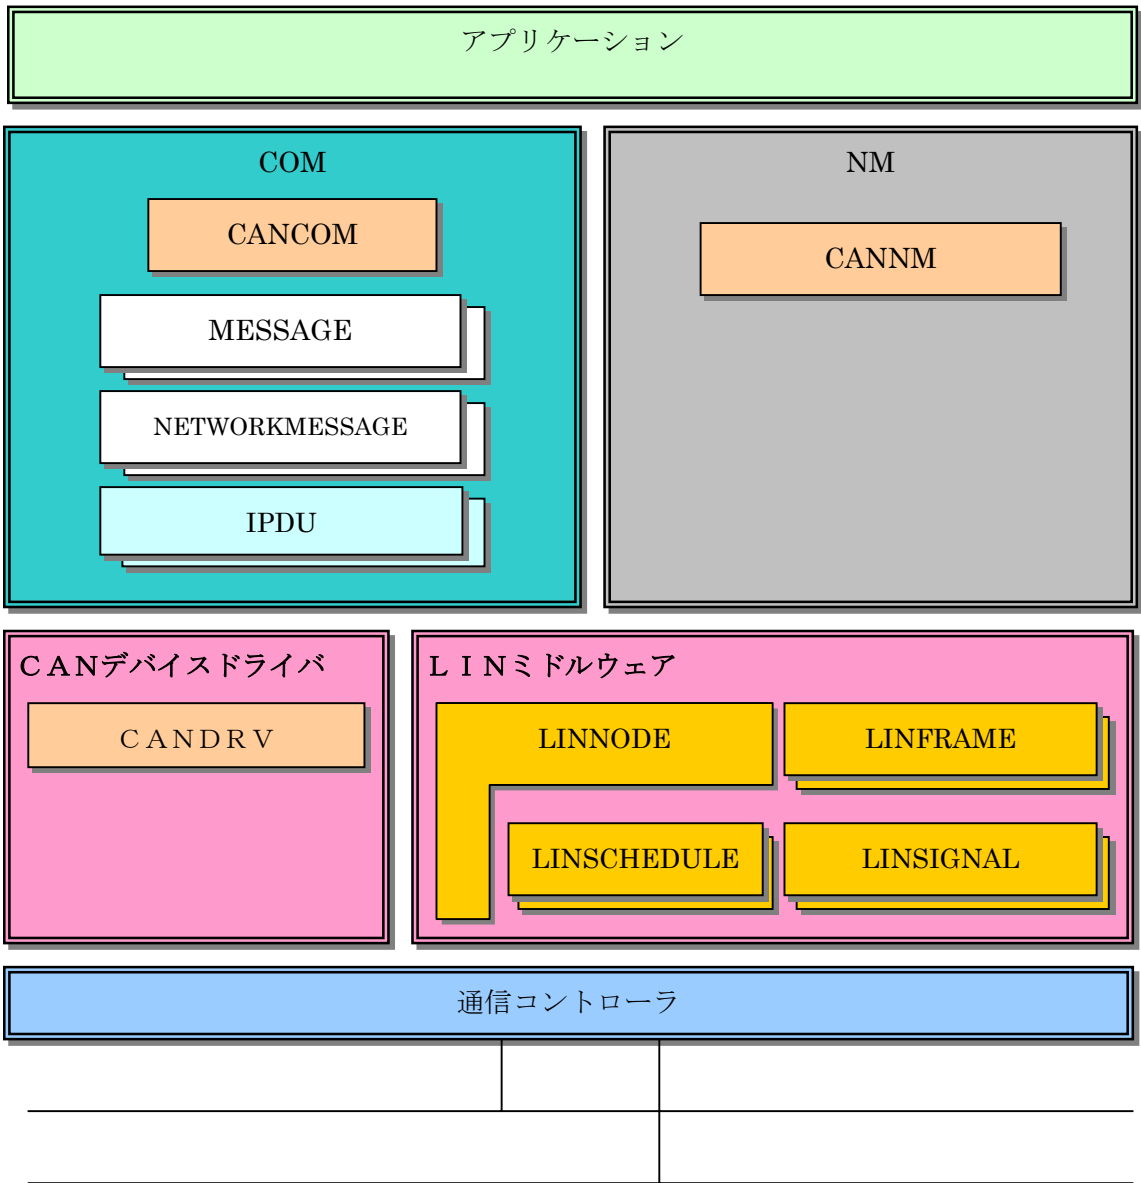 アプリケーション
COM
NM
CANCOM
CANNM
MESSAGE
NETWORKMESSAGE
IPDU
ＣＡNデバイスドライバ
ＬＩＮミドルウェア
ＣＡＮＤＲＶ
LINNODE
LINFRAME
LINSCHEDULE
LINSIGNAL
通信コントローラ